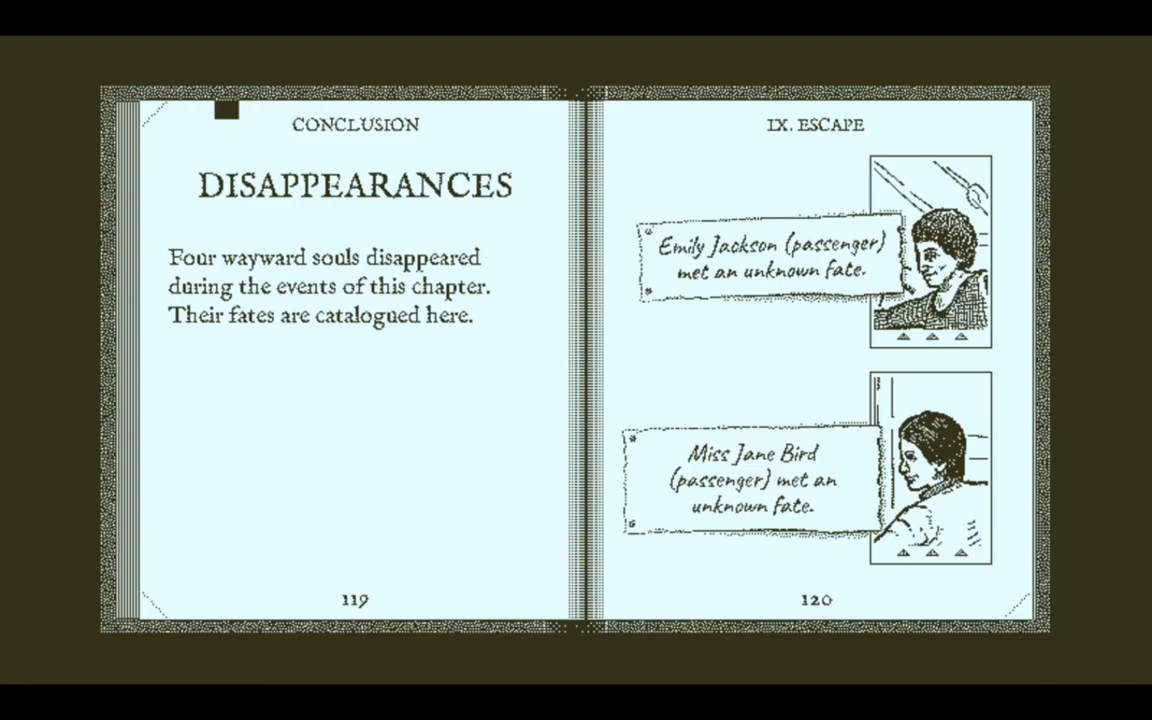 CONCLUSION
DISAPPEARANCES
Four wayward souls disappeared
during the events of this chapter.
Their fates are catalogued here.
119
IX. ESCAPE
Emily Jackson (passenger)
met an unknown fate.
Miss Jane Bird
(passenger) met an
unknown fate.
120